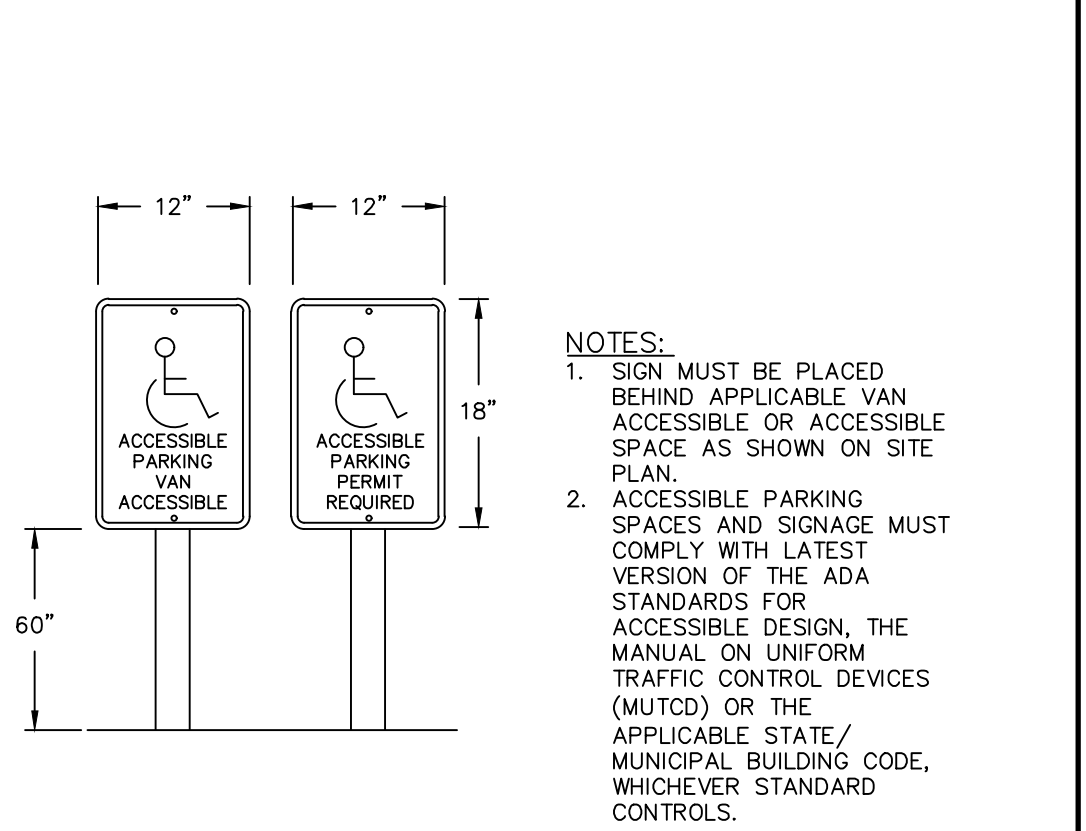 12”
12”
ACCESSIBLE
PARKING
VAN
ACCESSIBLE
ACCESSIBLE
PARKING
PERMIT
REQUIRED
18”
60”
NOTES:
1. SIGN MUST BE PLACED
BEHIND APPLICABLE VAN
ACCESSIBLE OR ACCESSIBLE
SPACE AS SHOWN ON SITE
PLAN.
2. ACCESSIBLE PARKING
SPACES AND SIGNAGE MUST
COMPLY WITH LATEST
VERSION OF THE ADA
STANDARDS FOR
ACCESSIBLE DESIGN, THE
MANUAL ON UNIFORM
TRAFFIC CONTROL DEVICES
(MUTCD) OR THE
APPLICABLE STATE/
MUNICIPAL BUILDING CODE,
WHICHEVER STANDARD
CONTROLS.